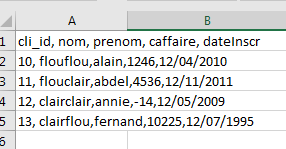 A B
1 cli_id, nom, prenom, caffaire, dateInscr
2 10, flouflou,alain,1246,12/04/2010
3 11, flouclair,abdel,4536,12/11/2011
4 12, clairclair,annie,-14,12/05/2009
5 13, clairflou,fernand,10225,12/07/1995